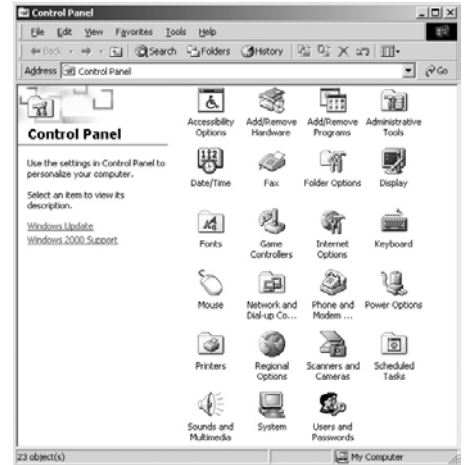 Control Panel
File Edit View Favorites Tools Help
Back Search Folders History
Address Control Panel Go
Control Panel
Use the settings in Control Panel to
personalize your computer.
Select an item to view its
description.
Windows Update
Windows 2000 Support
Accessibility
Options
Add/Remove
Hardware
Add/Remove
Programs
Administrative
Tools
Date/Time
Fax
Folder Options
Display
Fonts
Game
Controllers
Internet
Options
Keyboard
Mouse
Network and
Dial-up Co...
Phone and
Modem ...
Power Options
Printers
Regional
Options
Scanners and
Cameras
Scheduled
Tasks
Sounds and
Multimedia
System
Users and
Passwords
23 object(s) My Computer